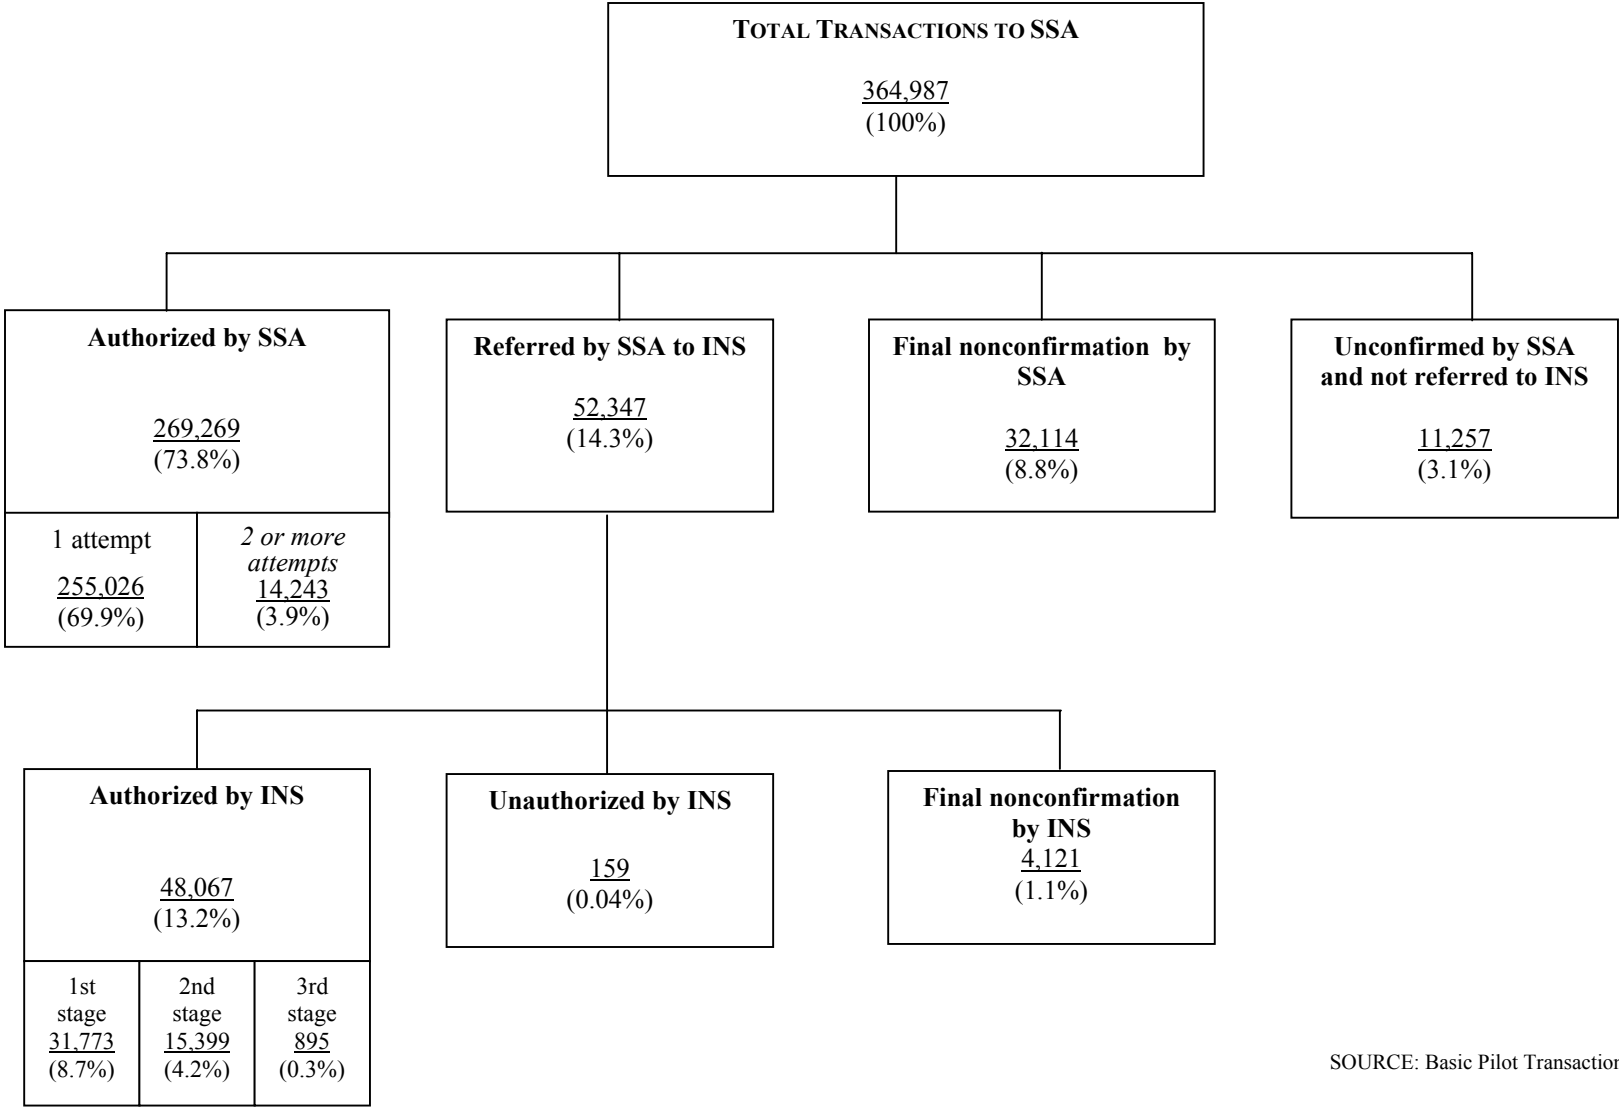 TOTAL TRANSACTIONS TO SSA
364,987
(100%)
Authorized by SSA
269,269
(73.8%)
1 attempt
255,026
(69.9%)
2 or more
attempts
14,243
(3.9%)
Referred by SSA to INS
52,347
(14.3%)
Final nonconfirmation by
SSA
32,114
(8.8%)
Unconfirmed by SSA
and not referred to INS
11,257
(3.1%)
Authorized by INS
48,067
(13.2%)
1st
stage
31,773
(8.7%)
2nd
stage
15,399
(4.2%)
3rd
stage
895
(0.3%)
Unauthorized by INS
159
(0.04%)
Final nonconfirmation
by INS
4,121
(1.1%)
SOURCE: Basic Pilot Transaction